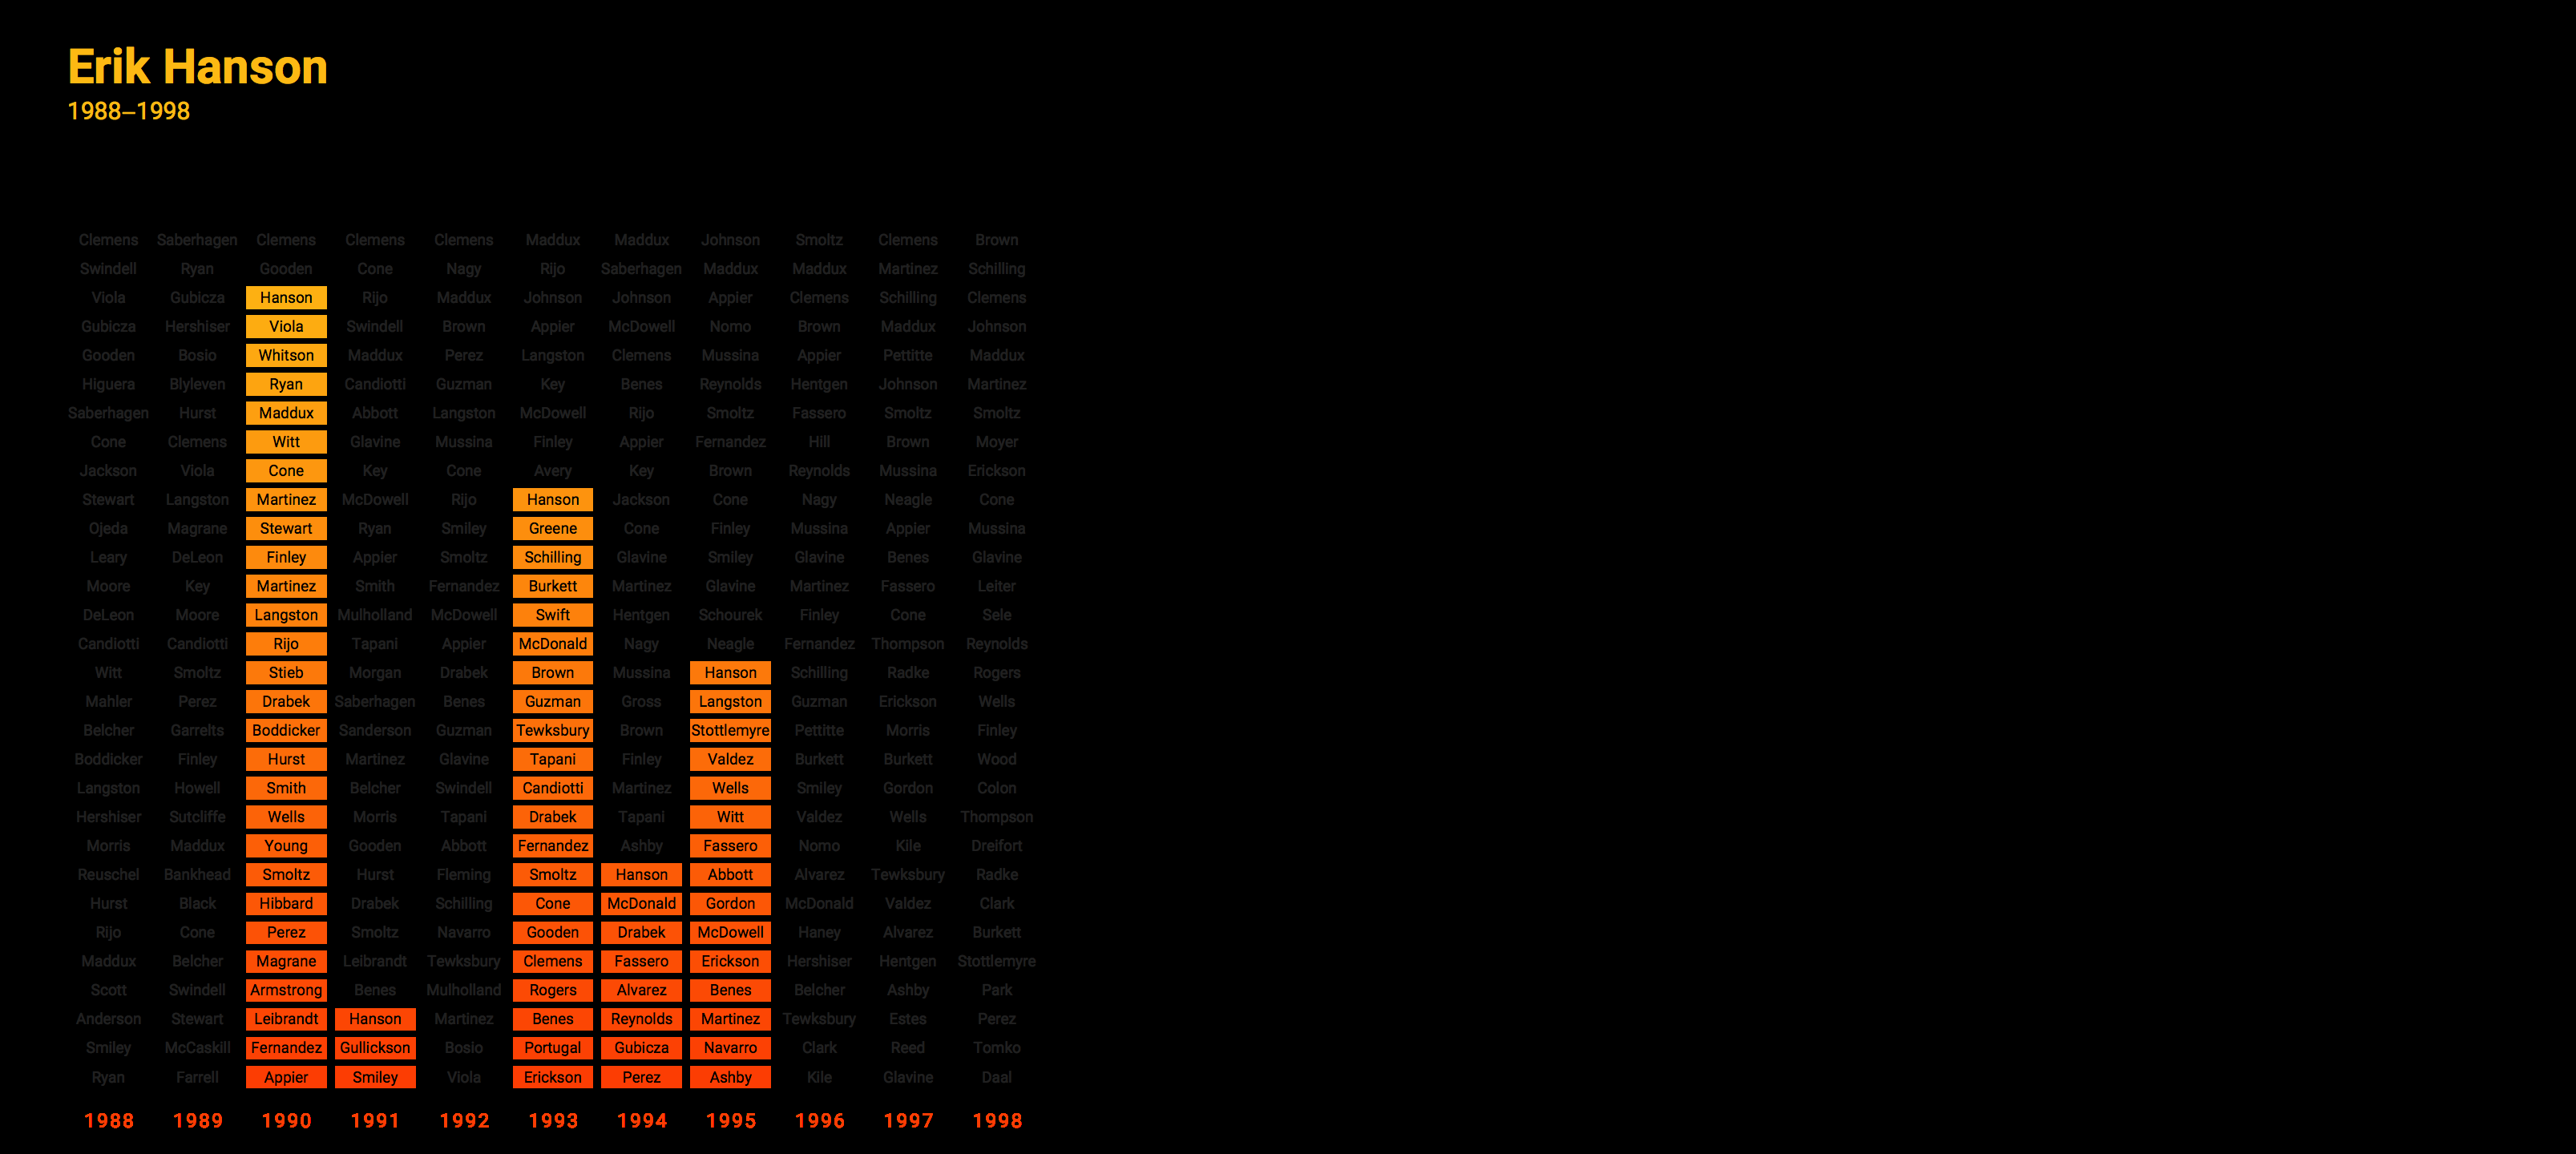 Erik Hanson
1988–1998
Clemens Saberhagen Clemens Clemens Clemens Maddux Maddux Johnson Smoltz Clemens Brown
Swindell Ryan Gooden Cone Nagy Rijo Saberhagen Maddux Maddux Martinez Schilling
Viola Gubicza Hanson Rijo Maddux Johnson Johnson Appier Clemens Schilling Clemens
Gubicza Hershiser Viola Swindell Brown Appier McDowell Nomo Brown Maddux Johnson
Gooden Bosio Whitson Maddux Perez Langston Clemens Mussina Appier Pettitte Maddux
Higuera Blyleven Ryan Candiotti Guzman Key Benes Reynolds Hentgen Johnson Martinez
Saberhagen Hurst Maddux Abbott Langston McDowell Rijo Smoltz Fassero Smoltz Smoltz
Cone Clemens Witt Glavine Mussina Finley Appier Fernandez Hill Brown Moyer
Jackson Viola Cone Key Cone Avery Key Brown Reynolds Mussina Erickson
Stewart Langston Martinez McDowell Rijo Hanson Jackson Cone Nagy Neagle Cone
Ojeda Magrane Stewart Ryan Smiley Greene Cone Finley Mussina Appier Mussina
Leary DeLeon Finley Appier Smoltz Schilling Glavine Smiley Glavine Benes Glavine
Moore Key Martinez Smith Fernandez Burkett Martinez Glavine Martinez Fassero Leiter
DeLeon Moore Langston Mulholland McDowell Swift Hentgen Schourek Finley Cone Sele
Candiotti Candiotti Rijo Tapani Appier McDonald Nagy Neagle Fernandez Thompson Reynolds
Witt Smoltz Stieb Morgan Drabek Brown Mussina Hanson Schilling Radke Rogers
Mahler Perez Drabek Saberhagen Benes Guzman Gross Langston Guzman Erickson Wells
Belcher Garrelts Boddicker Sanderson Guzman Tewksbury Brown Stottlemyre Pettitte Morris Finley
Boddicker Finley Hurst Martinez Glavine Tapani Finley Valdez Burkett Burkett Wood
Langston Howell Smith Belcher Swindell Candiotti Martinez Wells Smiley Gordon Colon
Hershiser Sutcliffe Wells Morris Tapani Drabek Tapani Witt Valdez Wells Thompson
Morris Maddux Young Gooden Abbott Fernandez Ashby Fassero Nomo Kile Dreifort
Reuschel Bankhead Smoltz Hurst Fleming Smoltz Hanson Abbott Alvarez Tewksbury Radke
Hurst Black Hibbard Drabek Schilling Cone McDonald Gordon McDonald Valdez Clark
Rijo Cone Perez Smoltz Navarro Gooden Drabek McDowell Haney Alvarez Burkett
Maddux Belcher Magrane Leibrandt Tewksbury Clemens Fassero Erickson Hershiser Hentgen Stottlemyre
Scott Swindell Armstrong Benes Mulholland Rogers Alvarez Benes Belcher Ashby Park
Anderson Stewart Leibrandt Hanson Martinez Benes Reynolds Martinez Tewksbury Estes Perez
Smiley McCaskill Fernandez Gullickson Bosio Portugal Gubicza Navarro Clark Reed Tomko
Ryan Farrell Appier Smiley Viola Erickson Perez Ashby Kile Glavine Daal
1988 1989 1990 1991 1992 1993 1994 1995 1996 1997 1998